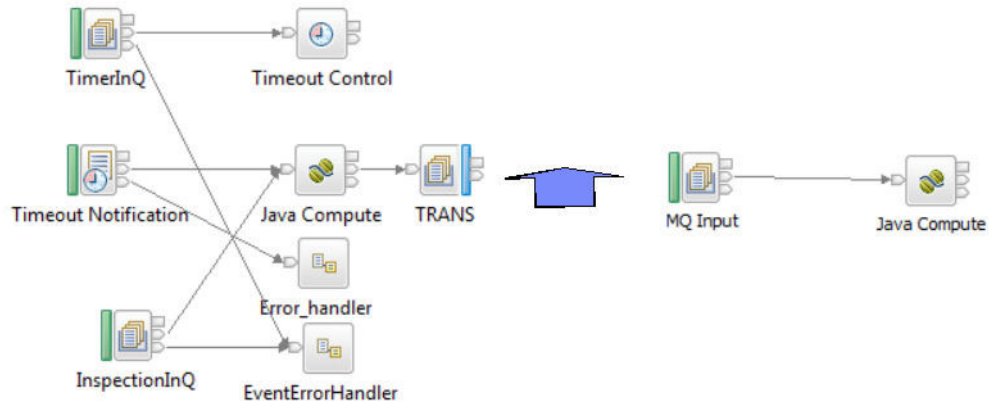 TimerInQ
Timeout Control
Timeout Notification
Java Compute
TRANS
MQ Input
Java Compute
Error_handler
InspectionInQ
EventErrorHandler